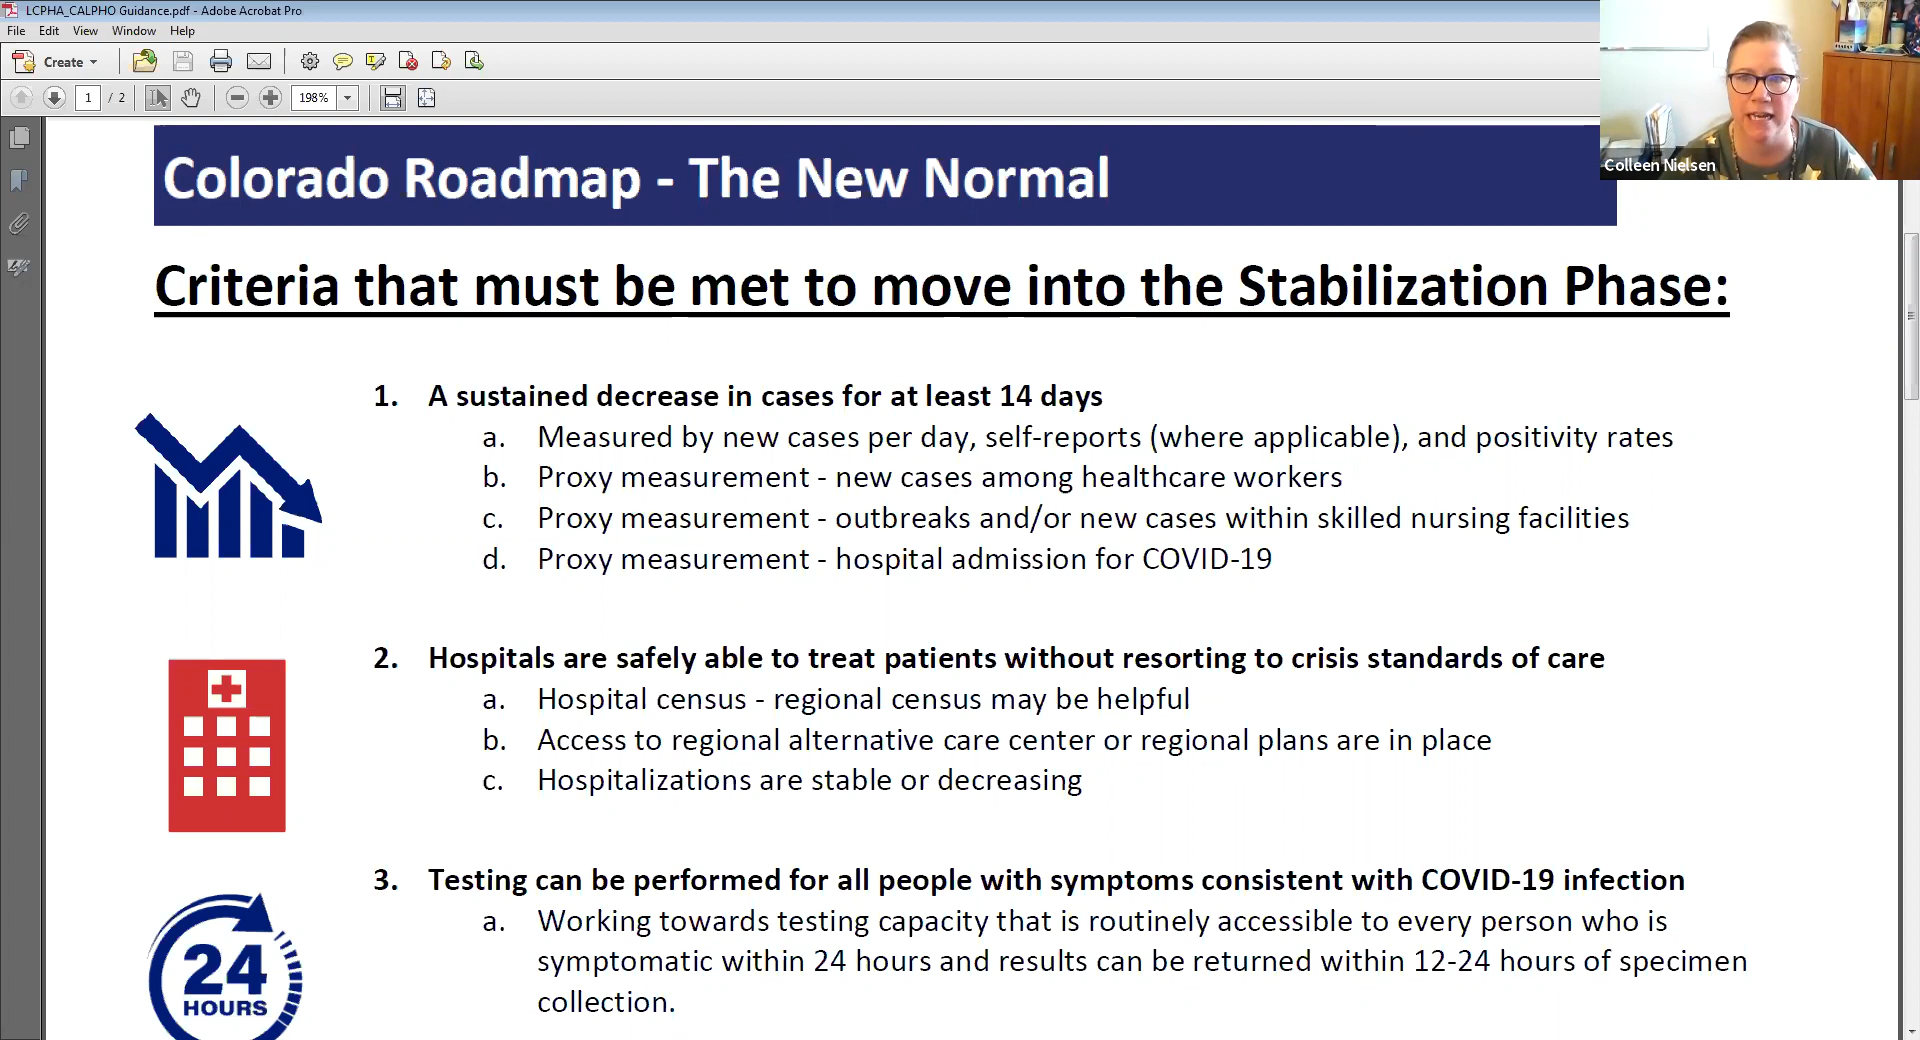 LCPHA_CALPHO Guidance.pdf - Adobe Acrobat Pro
File Edit View Window Help
Create
1 / 2 198%
Colleen Nielsen
Colorado Roadmap - The New Normal
Criteria that must be met to move into the Stabilization Phase:
1. A sustained decrease in cases for at least 14 days
a. Measured by new cases per day, self-reports (where applicable), and positivity rates
b. Proxy measurement - new cases among healthcare workers
c. Proxy measurement - outbreaks and/or new cases within skilled nursing facilities
d. Proxy measurement - hospital admission for COVID-19
2. Hospitals are safely able to treat patients without resorting to crisis standards of care
a. Hospital census - regional census may be helpful
b. Access to regional alternative care center or regional plans are in place
c. Hospitalizations are stable or decreasing
24
HOURS
3. Testing can be performed for all people with symptoms consistent with COVID-19 infection
a. Working towards testing capacity that is routinely accessible to every person who is
symptomatic within 24 hours and results can be returned within 12-24 hours of specimen
collection.